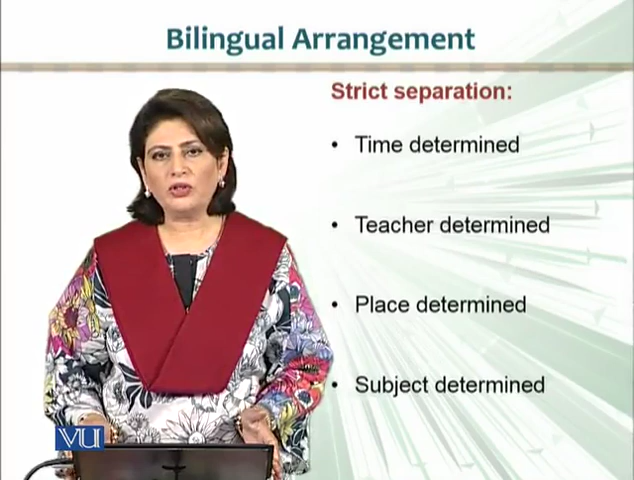 Bilingual Arrangement
Strict separation:
• Time determined
• Teacher determined
• Place determined
• Subject determined
VU